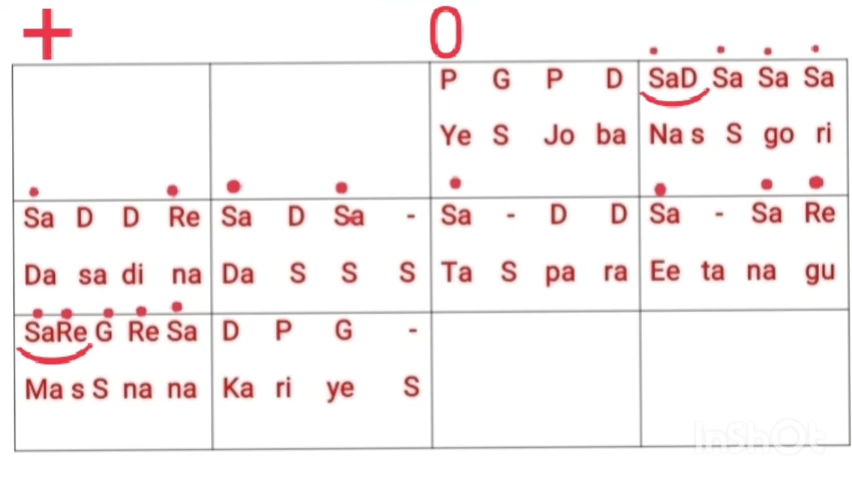 + 0
P G P D SaD Sa Sa Sa
Ye S Jo ba Na s S go ri
Sa D D Re Sa D Sa - Sa - D D Sa - Sa Re
Da sa di na Da S S S Ta S pa ra Ee ta na gu
SaRe G Re Sa D P G -
Ma s S na na Ka ri ye S
InShOt